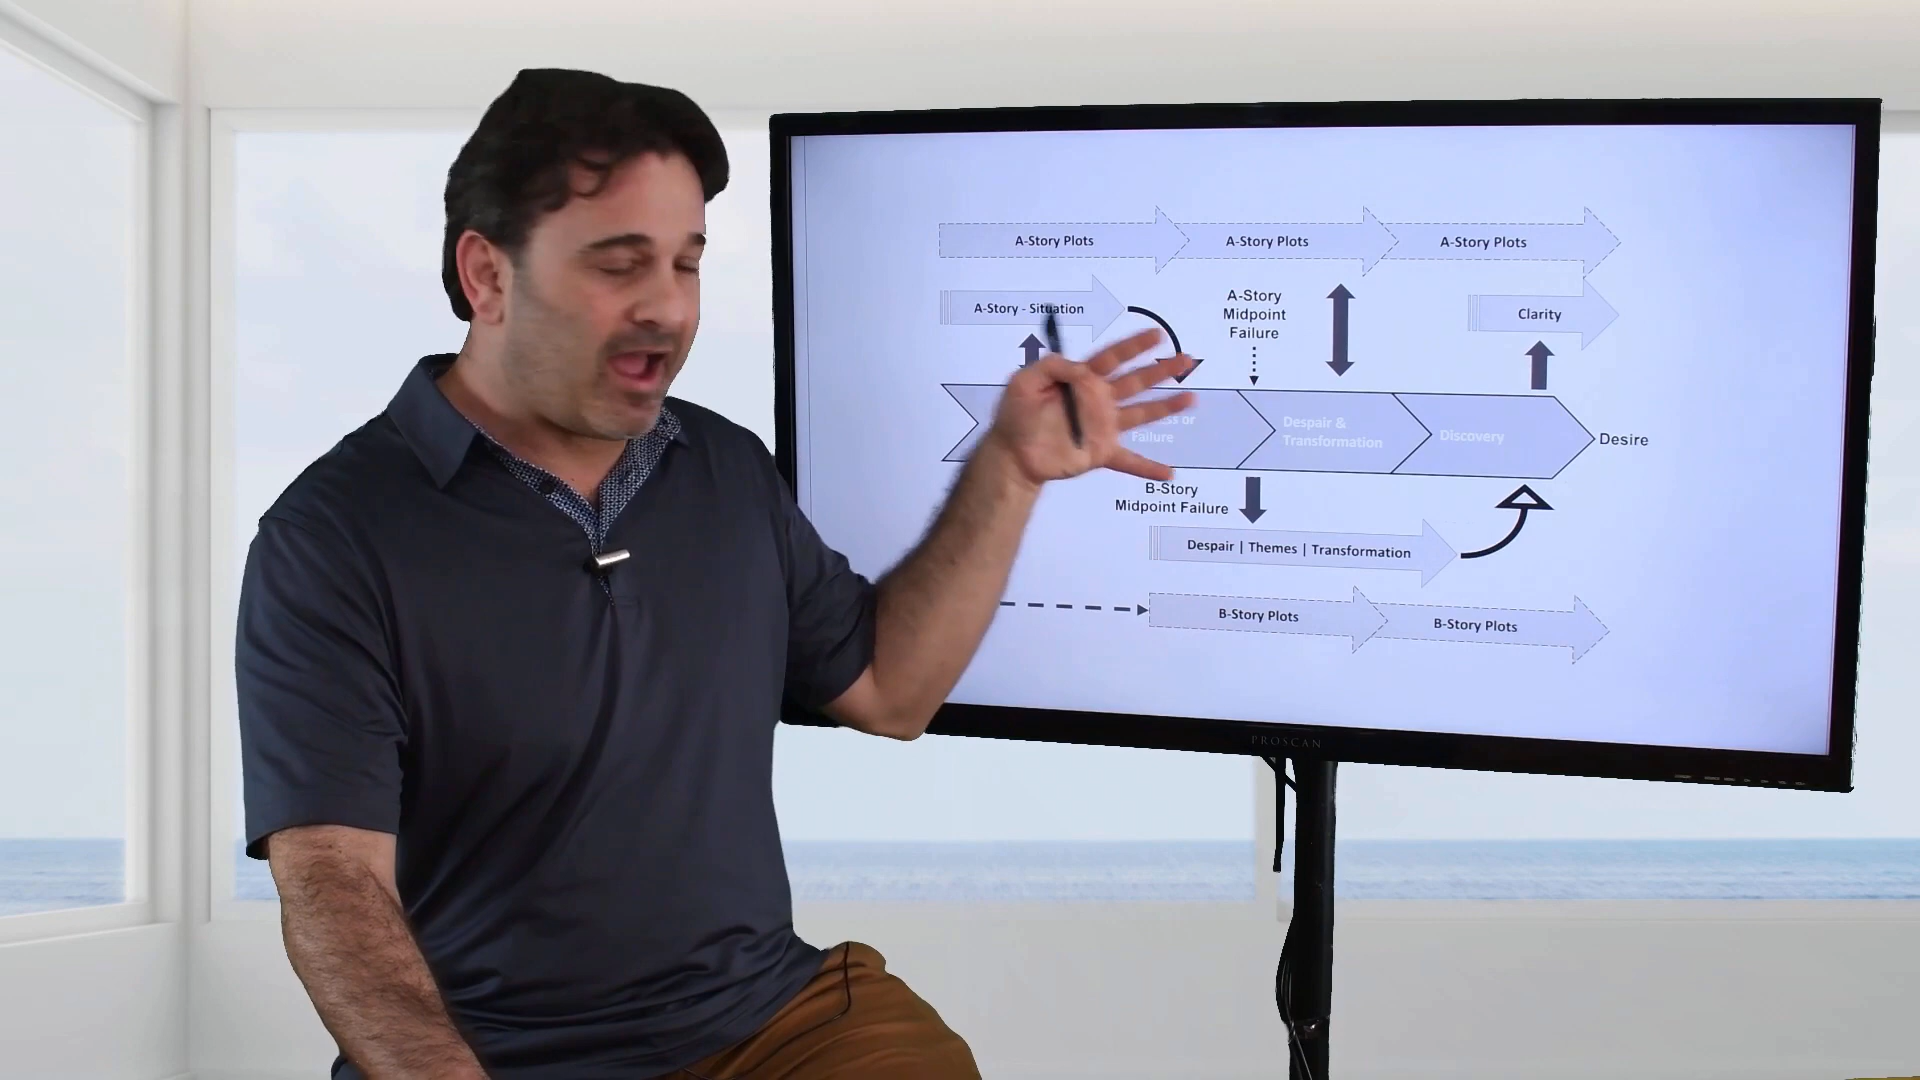 A-Story Plots
A-Story Plots
A-Story Plots
A-Story - Situation
A-Story
Midpoint
Failure
Clarity
or
Failure
Despair &
Transformation
Discovery
Desire
B-Story
Midpoint Failure
Despair | Themes | Transformation
B-Story Plots
B-Story Plots
PROSCAN